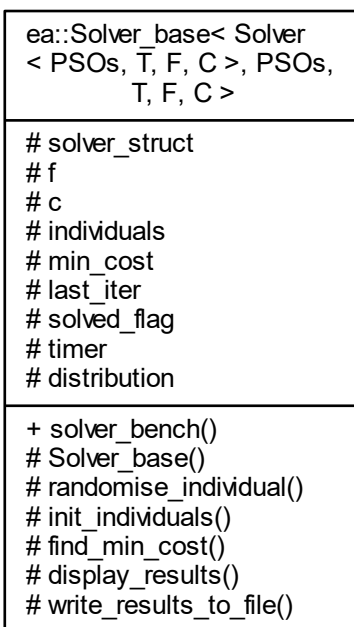 ea::Solver_base< Solver
< PSOs, T, F, C >, PSOs,
T, F, C >
# solver_struct
# f
# c
# individuals
# min_cost
# last_iter
# solved_flag
# timer
# distribution
+ solver_bench()
# Solver_base()
# randomise_individual()
# init_individuals()
# find_min_cost()
# display_results()
# write_results_to_file()